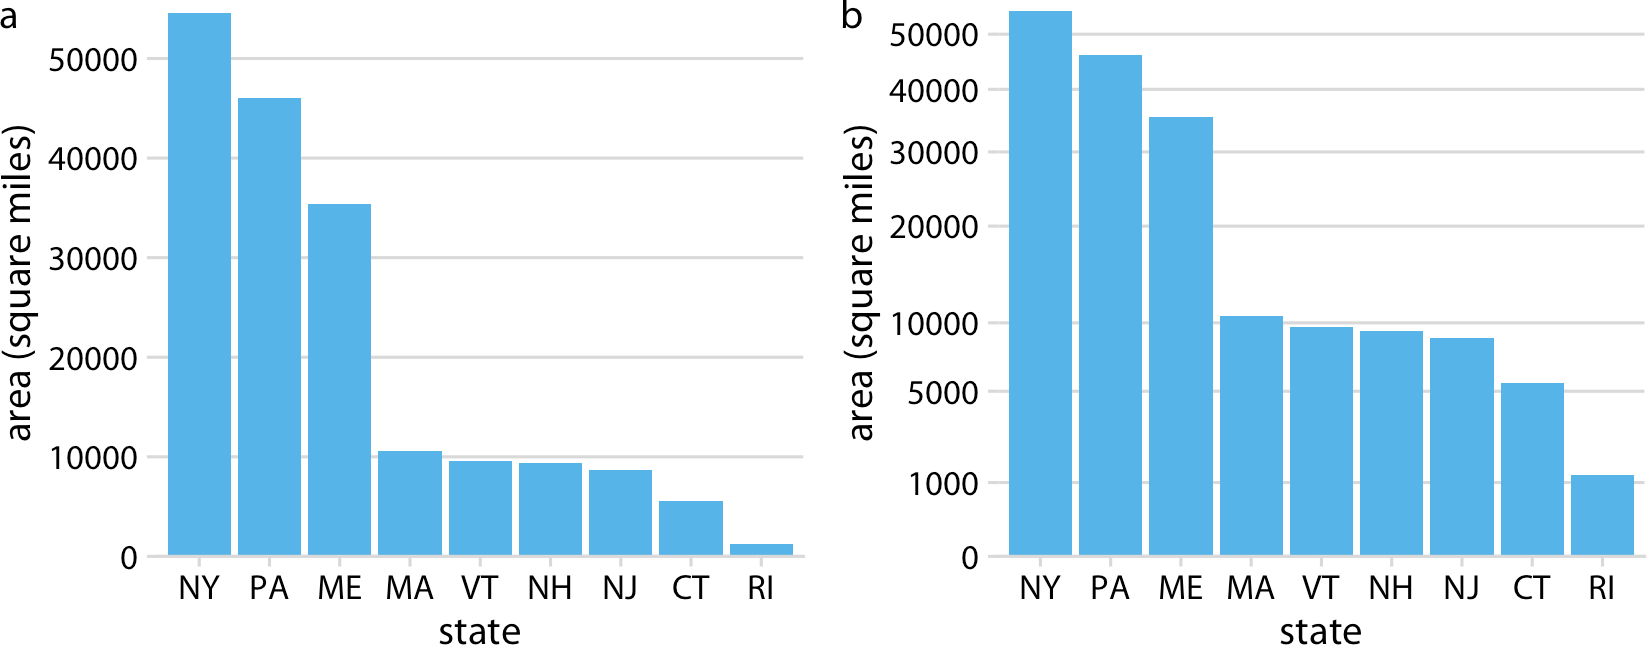 a
area (square miles)
50000
40000
30000
20000
10000
0
NY PA ME MA VT NH NJ CT RI
state
b
area (square miles)
50000
40000
30000
20000
10000
5000
1000
0
NY PA ME MA VT NH NJ CT RI
state